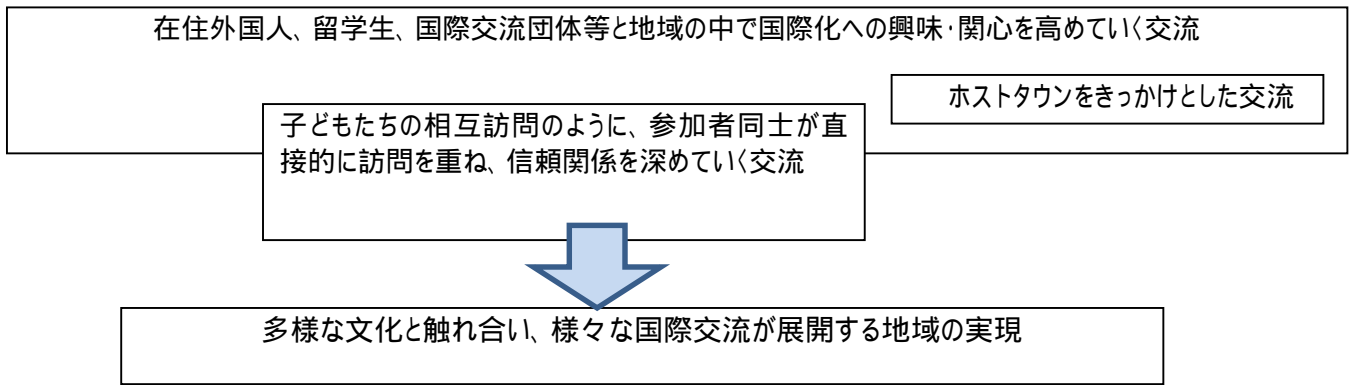 在住外国人、留学生、国際交流団体等と地域の中で国際化への興味・関心を高めていく交流
ホストタウンをきっかけとした交流
子どもたちの相互訪問のように、参加者同士が直
接的に訪問を重ね、信頼関係を深めていく交流
多様な文化と触れ合い、様々な国際交流が展開する地域の実現